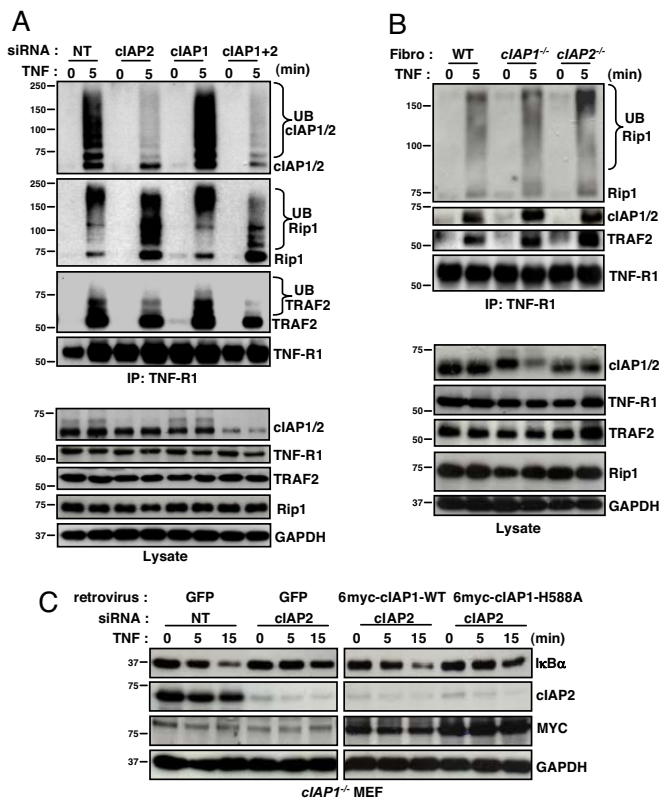 A
siRNA : NT cIAP2 cIAP1 cIAP1+2
TNF : 0 5 0 5 0 5 0 5 (min)
250
150
100
75
UB
cIAP1/2
cIAP1/2
250
150
100
75
UB
Rip1
Rip1
75
50
UB
TRAF2
TRAF2
50
TNF-R1
IP: TNF-R1
75
cIAP1/2
50
TNF-R1
75
TRAF2
75
Rip1
37
GAPDH
Lysate
B
Fibro: WT cIAP1-/- cIAP2-/-
TNF : 0 5 0 5 0 5 min
150
100
75
UB
Rip1
Rip1
75
cIAP1/2
TRAF2
50
TNF-R1
IP: TNF-R1
75
cIAP1/2
50
TNF-R1
50
TRAF2
75
Rip1
37
GAPDH
Lysate
C
retrovirus : GFP GFP 6myc-cIAP1-WT 6myc-cIAP1-H588A
siRNA : NT cIAP2 cIAP2 cIAP2
TNF : 0 5 15 0 5 15 0 5 15 0 5 15 (min)
37
IκBα
75
cIAP2
75
MYC
37
GAPDH
cIAP1-/- MEF